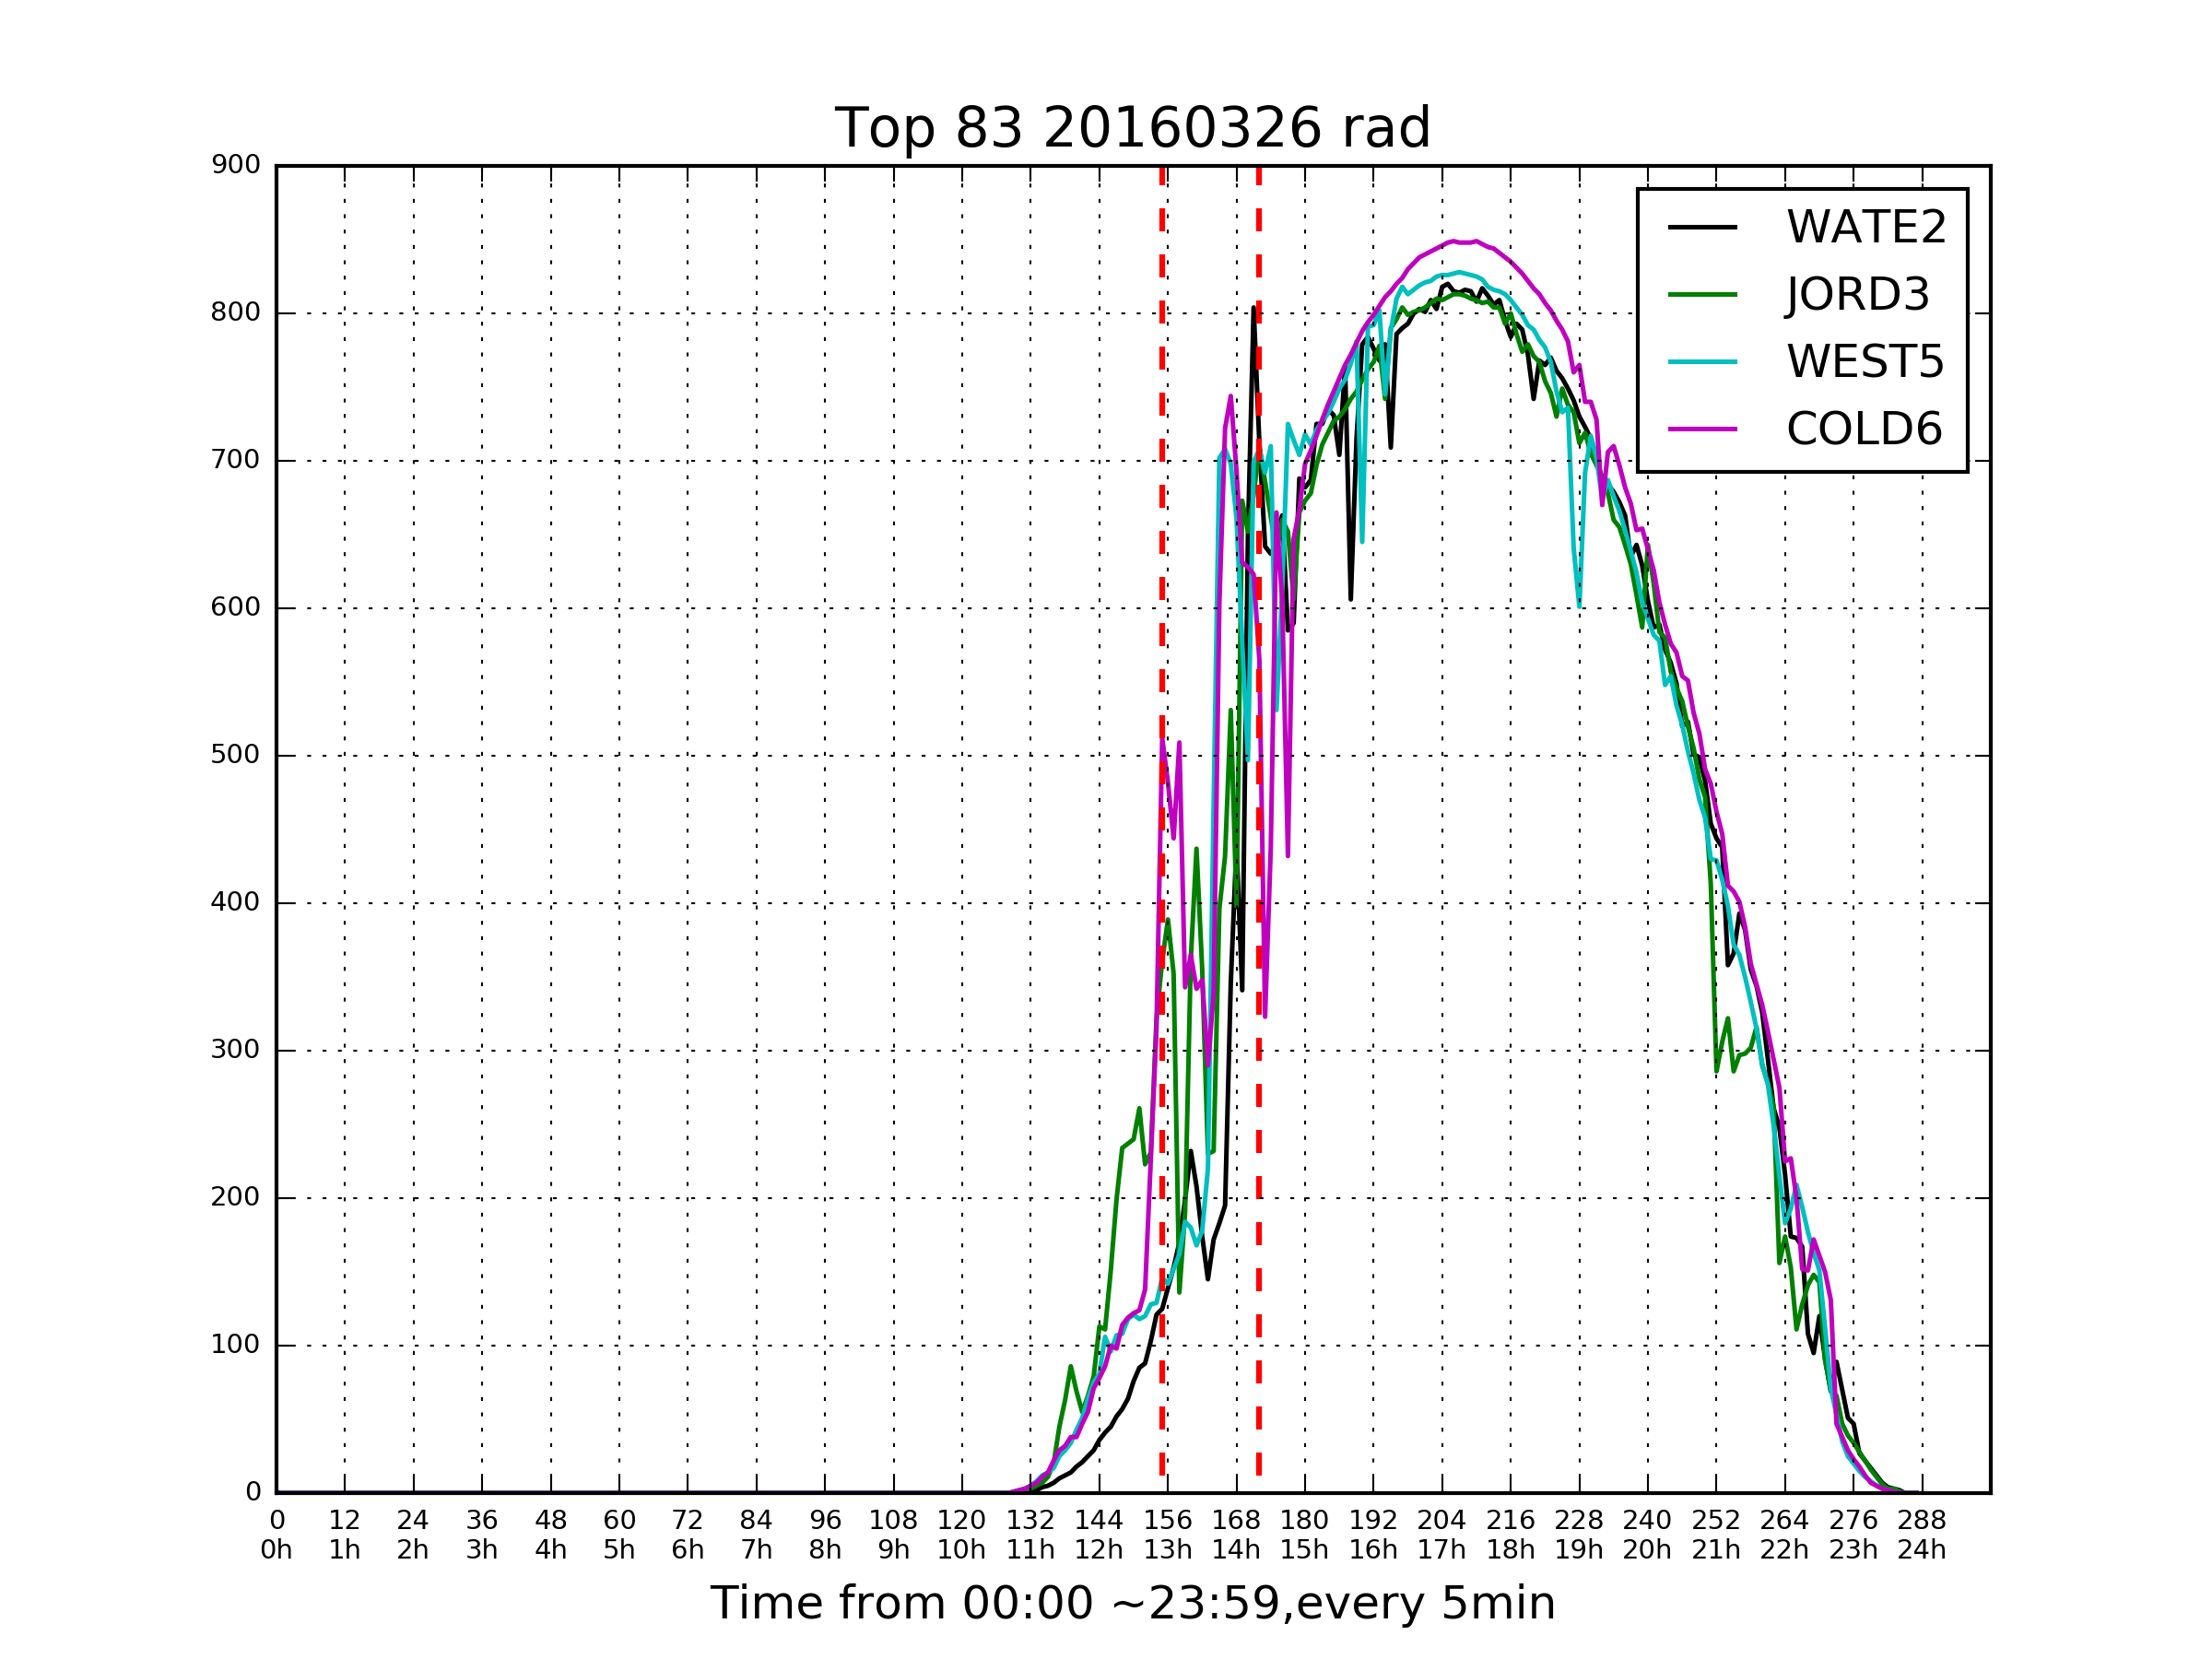 Top 83 20160326 rad
900
800
700
600
500
400
300
200
100
0
WATE2
JORD3
WEST5
COLD6
0 12 24 36 48 60 72 84 96 108 120 132 144 156 168 180 192 204 216 228 240 252 264 276 288
0h 1h 2h 3h 4h 5h 6h 7h 8h 9h 10h 11h 12h 13h 14h 15h 16h 17h 18h 19h 20h 21h 22h 23h 24h
Time from 00:00 ~23:59,every 5min